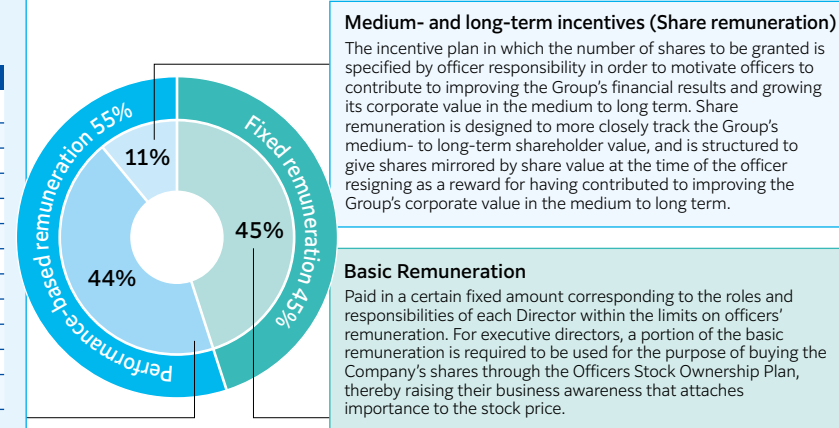 Medium- and long-term incentives (Share remuneration)
The incentive plan in which the number of shares to be granted is
specified by officer responsibility in order to motivate officers to
contribute to improving the Group's financial results and growing
its corporate value in the medium to long term. Share
remuneration is designed to more closely track the Group's
medium- to long-term shareholder value, and is structured to
give shares mirrored by share value at the time of the officer
resigning as a reward for having contributed to improving the
Group's corporate value in the medium to long term.
Performance-based remuneration 55%
Fixed remuneration 45%
11%
45%
44%
Basic Remuneration
Paid in a certain fixed amount corresponding to the roles and
responsibilities of each Director within the limits on officers'
remuneration. For executive directors, a portion of the basic
remuneration is required to be used for the purpose of buying the
Company's shares through the Officers Stock Ownership Plan,
thereby raising their business awareness that attaches
importance to the stock price.